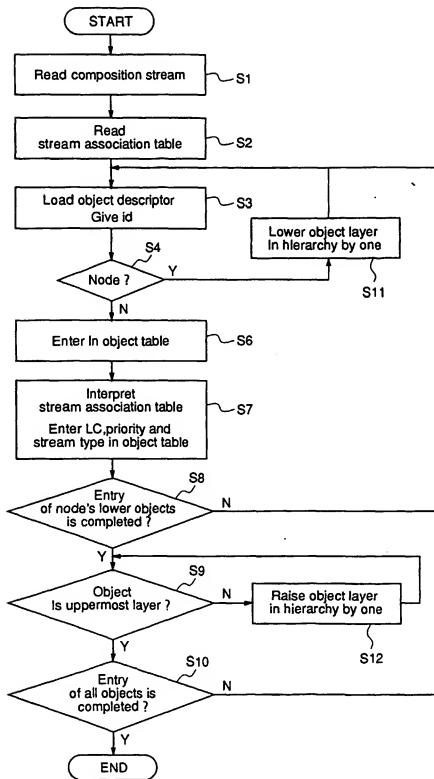 START
Read composition stream
S1
Read
stream association table
S2
Load object descriptor
Give id
S3
S4
Node ?
Y
N
Lower object layer
in hierarchy by one
S11
Enter in object table
S6
Interpret
stream association table
Enter LC,priority and
stream type in object table
S7
S8
Entry
of node's lower objects
is completed ?
N
Y
S9
Object
is uppermost layer ?
N
Y
Raise object layer
in hierarchy by one
S12
S10
Entry
of all objects is
completed ?
N
Y
END